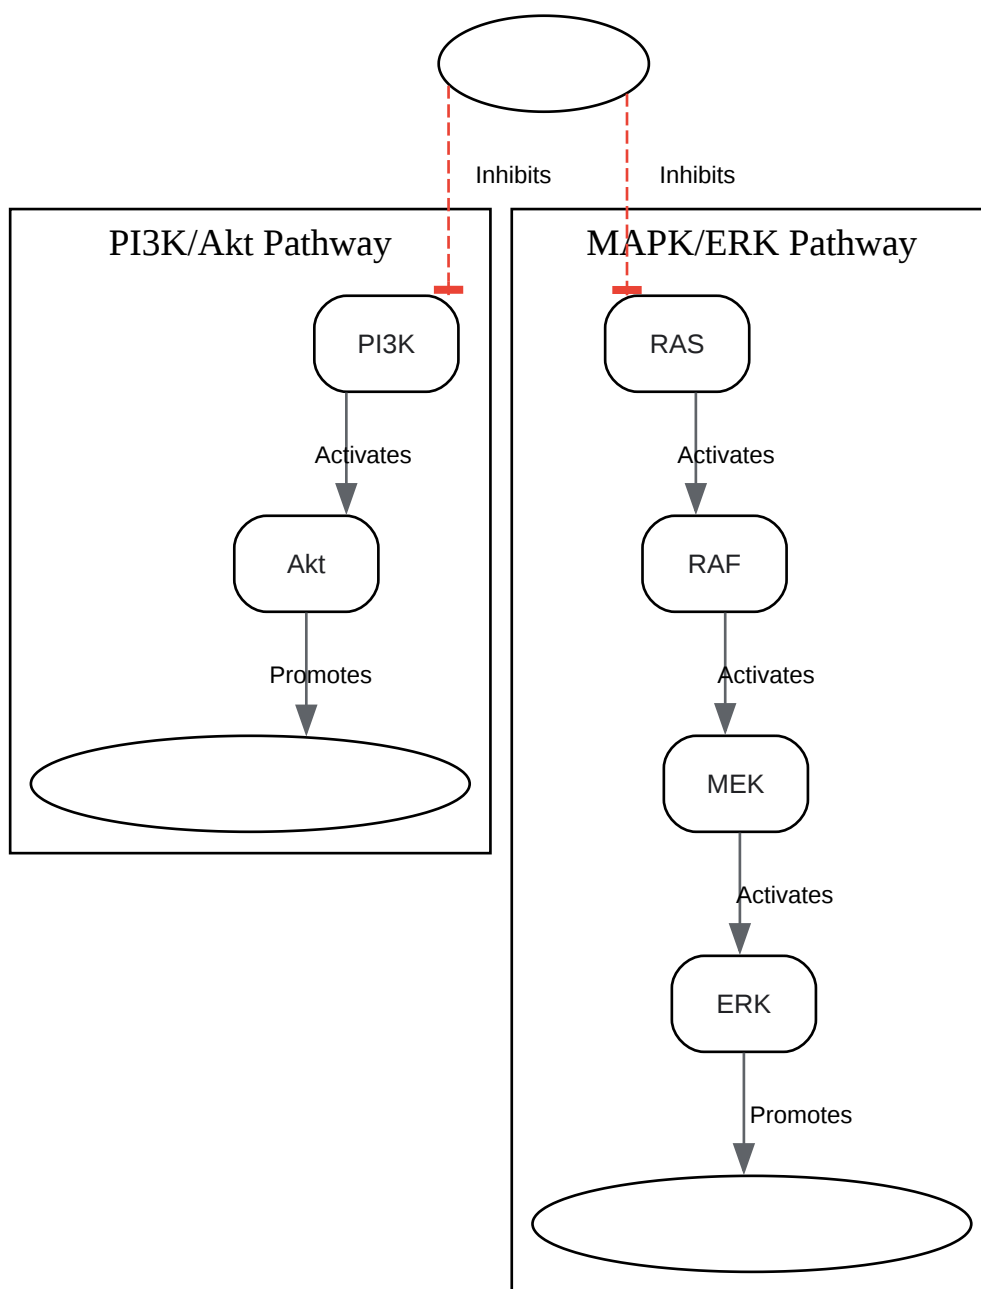 Inhibits
Inhibits
PI3K/Akt Pathway
MAPK/ERK Pathway
PI3K
RAS
Activates
Activates
Akt
RAF
Promotes
Activates
MEK
Activates
ERK
Promotes